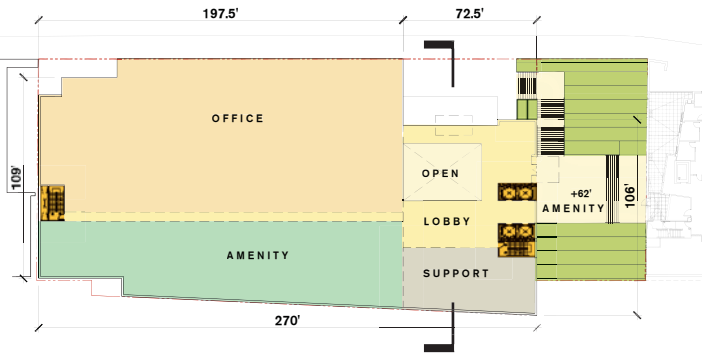 197.5'
72.5'
OFFICE
OPEN
109'
+62'
AMENITY
106'
LOBBY
AMENITY
SUPPORT
270'